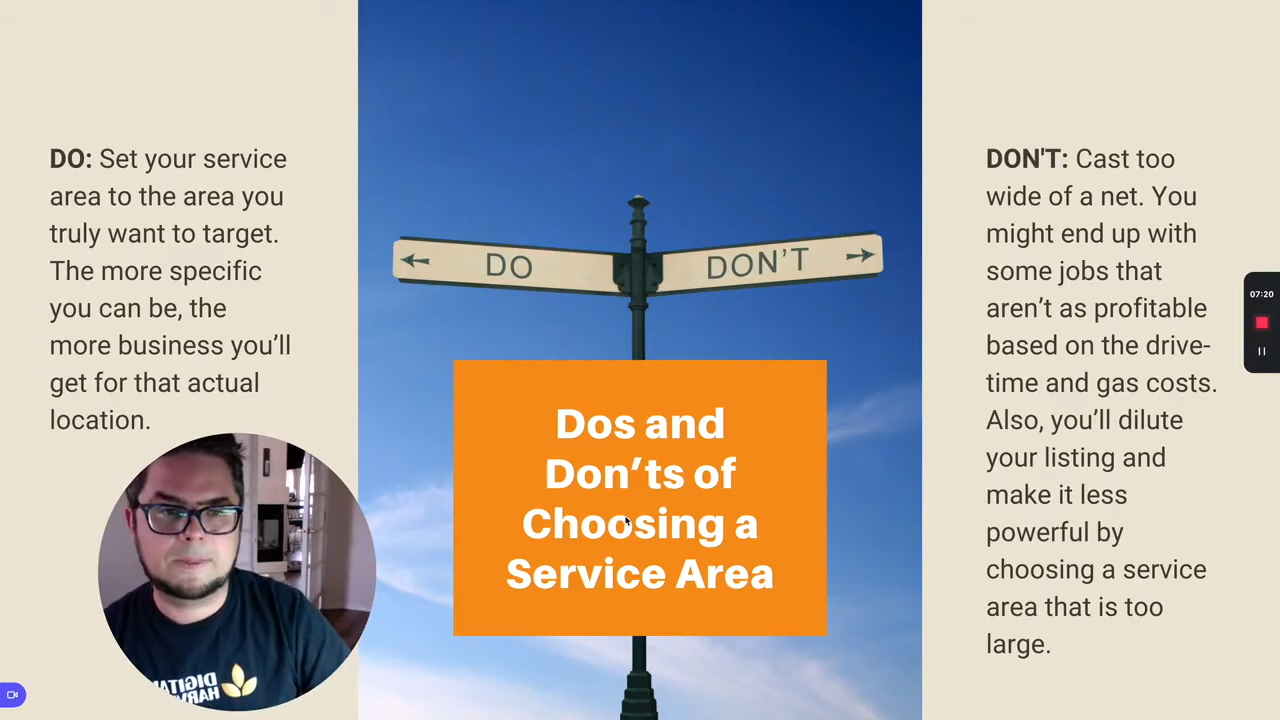 DO: Set your service
area to the area you
truly want to target.
The more specific
you can be, the
more business you’ll
get for that actual
location.
DO
DON'T
Dos and
Don’ts of
Choosing a
Service Area
DON'T: Cast too
wide of a net. You
might end up with
some jobs that
aren’t as profitable
based on the drive-
time and gas costs.
Also, you’ll dilute
your listing and
make it less
powerful by
choosing a service
area that is too
large.
07:20
DIGITAL